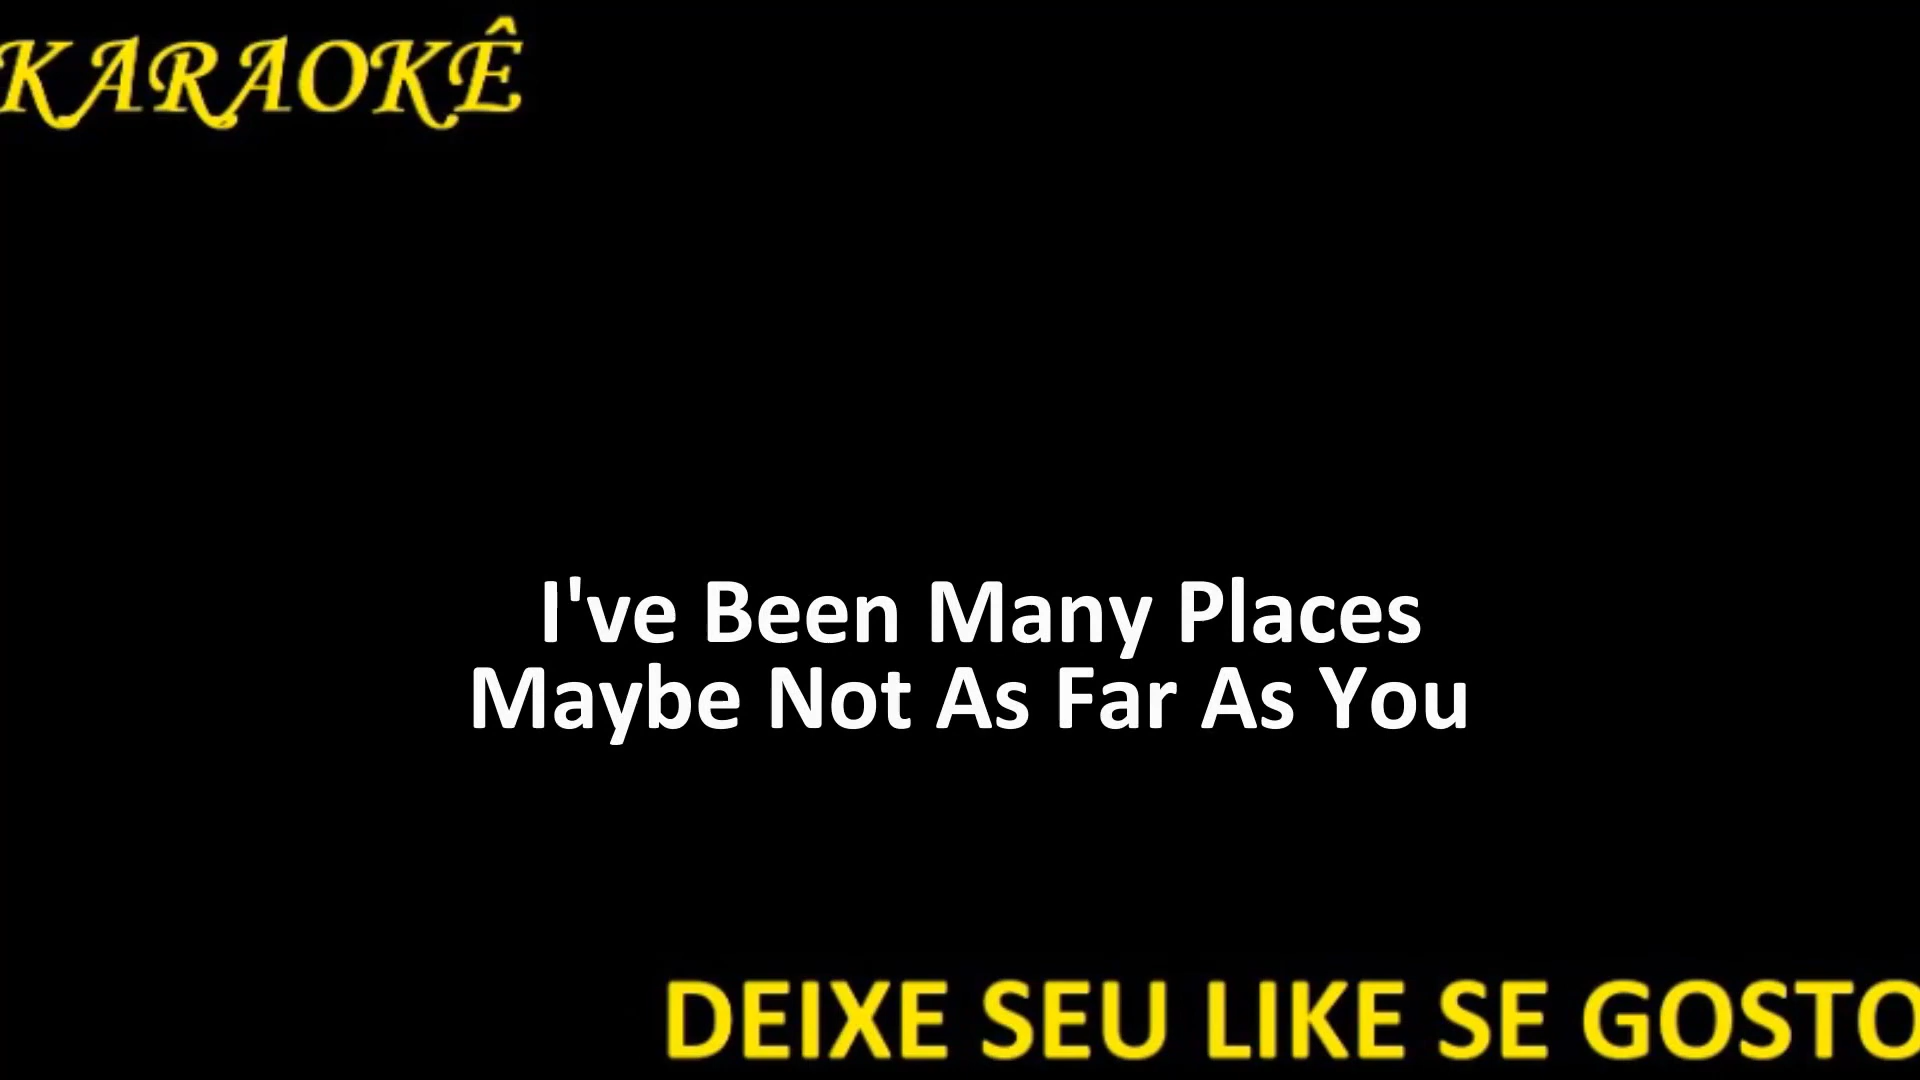 KARAOKÊ
I've Been Many Places
Maybe Not As Far As You
DEIXE SEU LIKE SE GOSTO